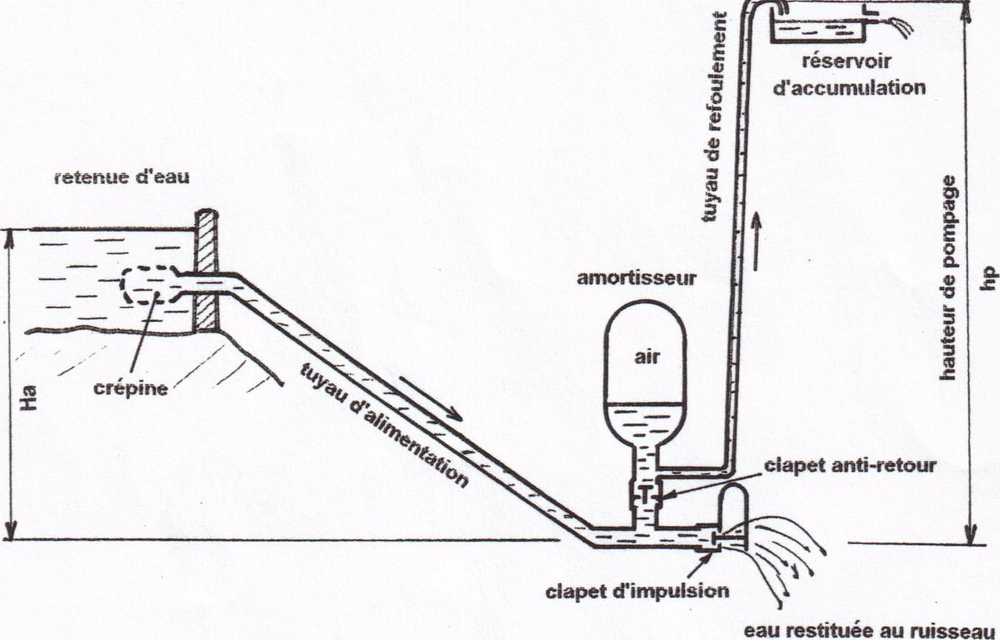 réservoir
d'accumulation
tuyau de refoulement
retenue d'eau
hauteur de pompage
hp
amortisseur
air
crépine
Ha
tuyau d'alimentation
clapet anti-retour
clapet d'impulsion
eau restituée au ruisseau